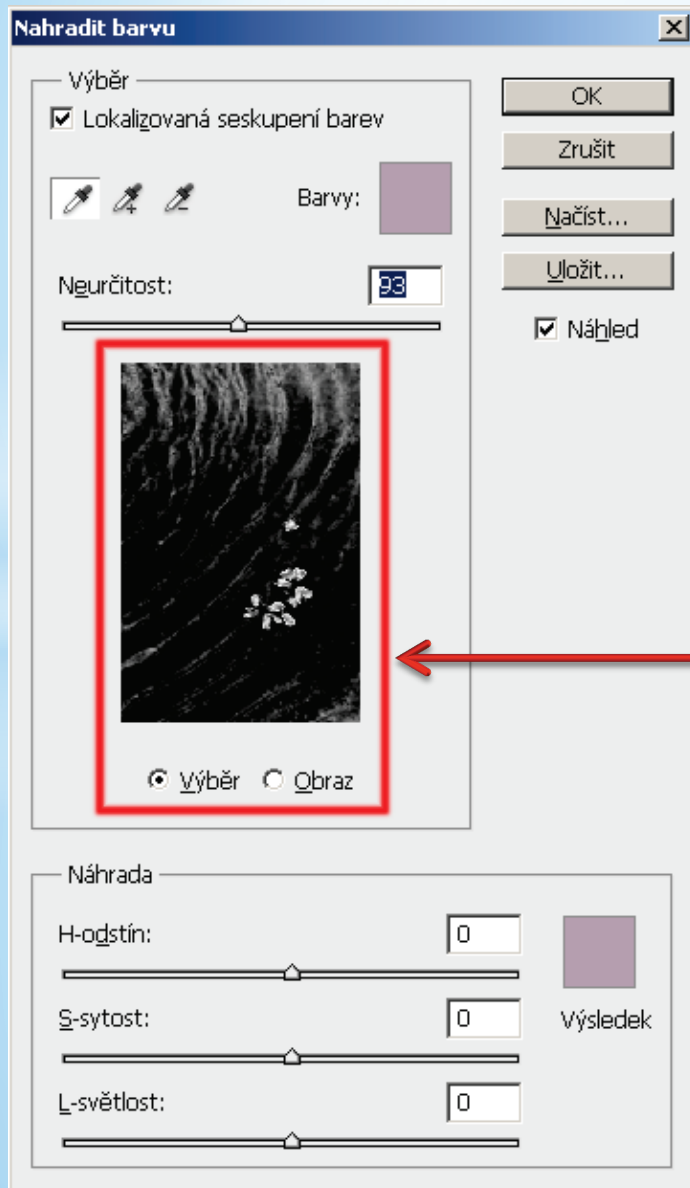 Nahradit barvu
Výběr
Lokalizovaná seskupení barev
Barvy:
Neurčitost:
93
Výběr
Obraz
OK
Zrušit
Načíst...
Uložit...
Náhled
Náhrada
H-odstín:
0
S-sytost:
0
L-světlost:
0
Výsledek